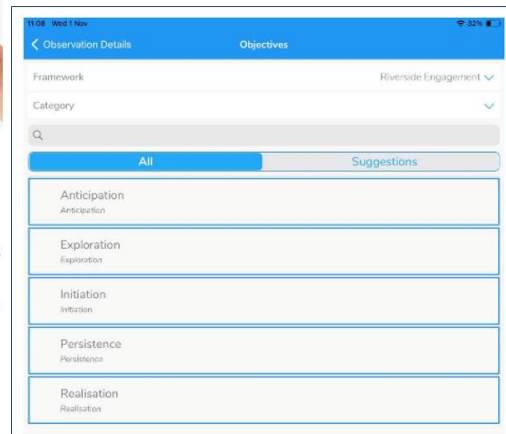 11:08 Wed 1 Nov 32%
Observation Details Objectives
Framework Riverside Engagement
Category
All Suggestions
Anticipation
Anticipation
Exploration
Exploration
Initiation
Initiation
Persistence
Persistence
Realisation
Realisation